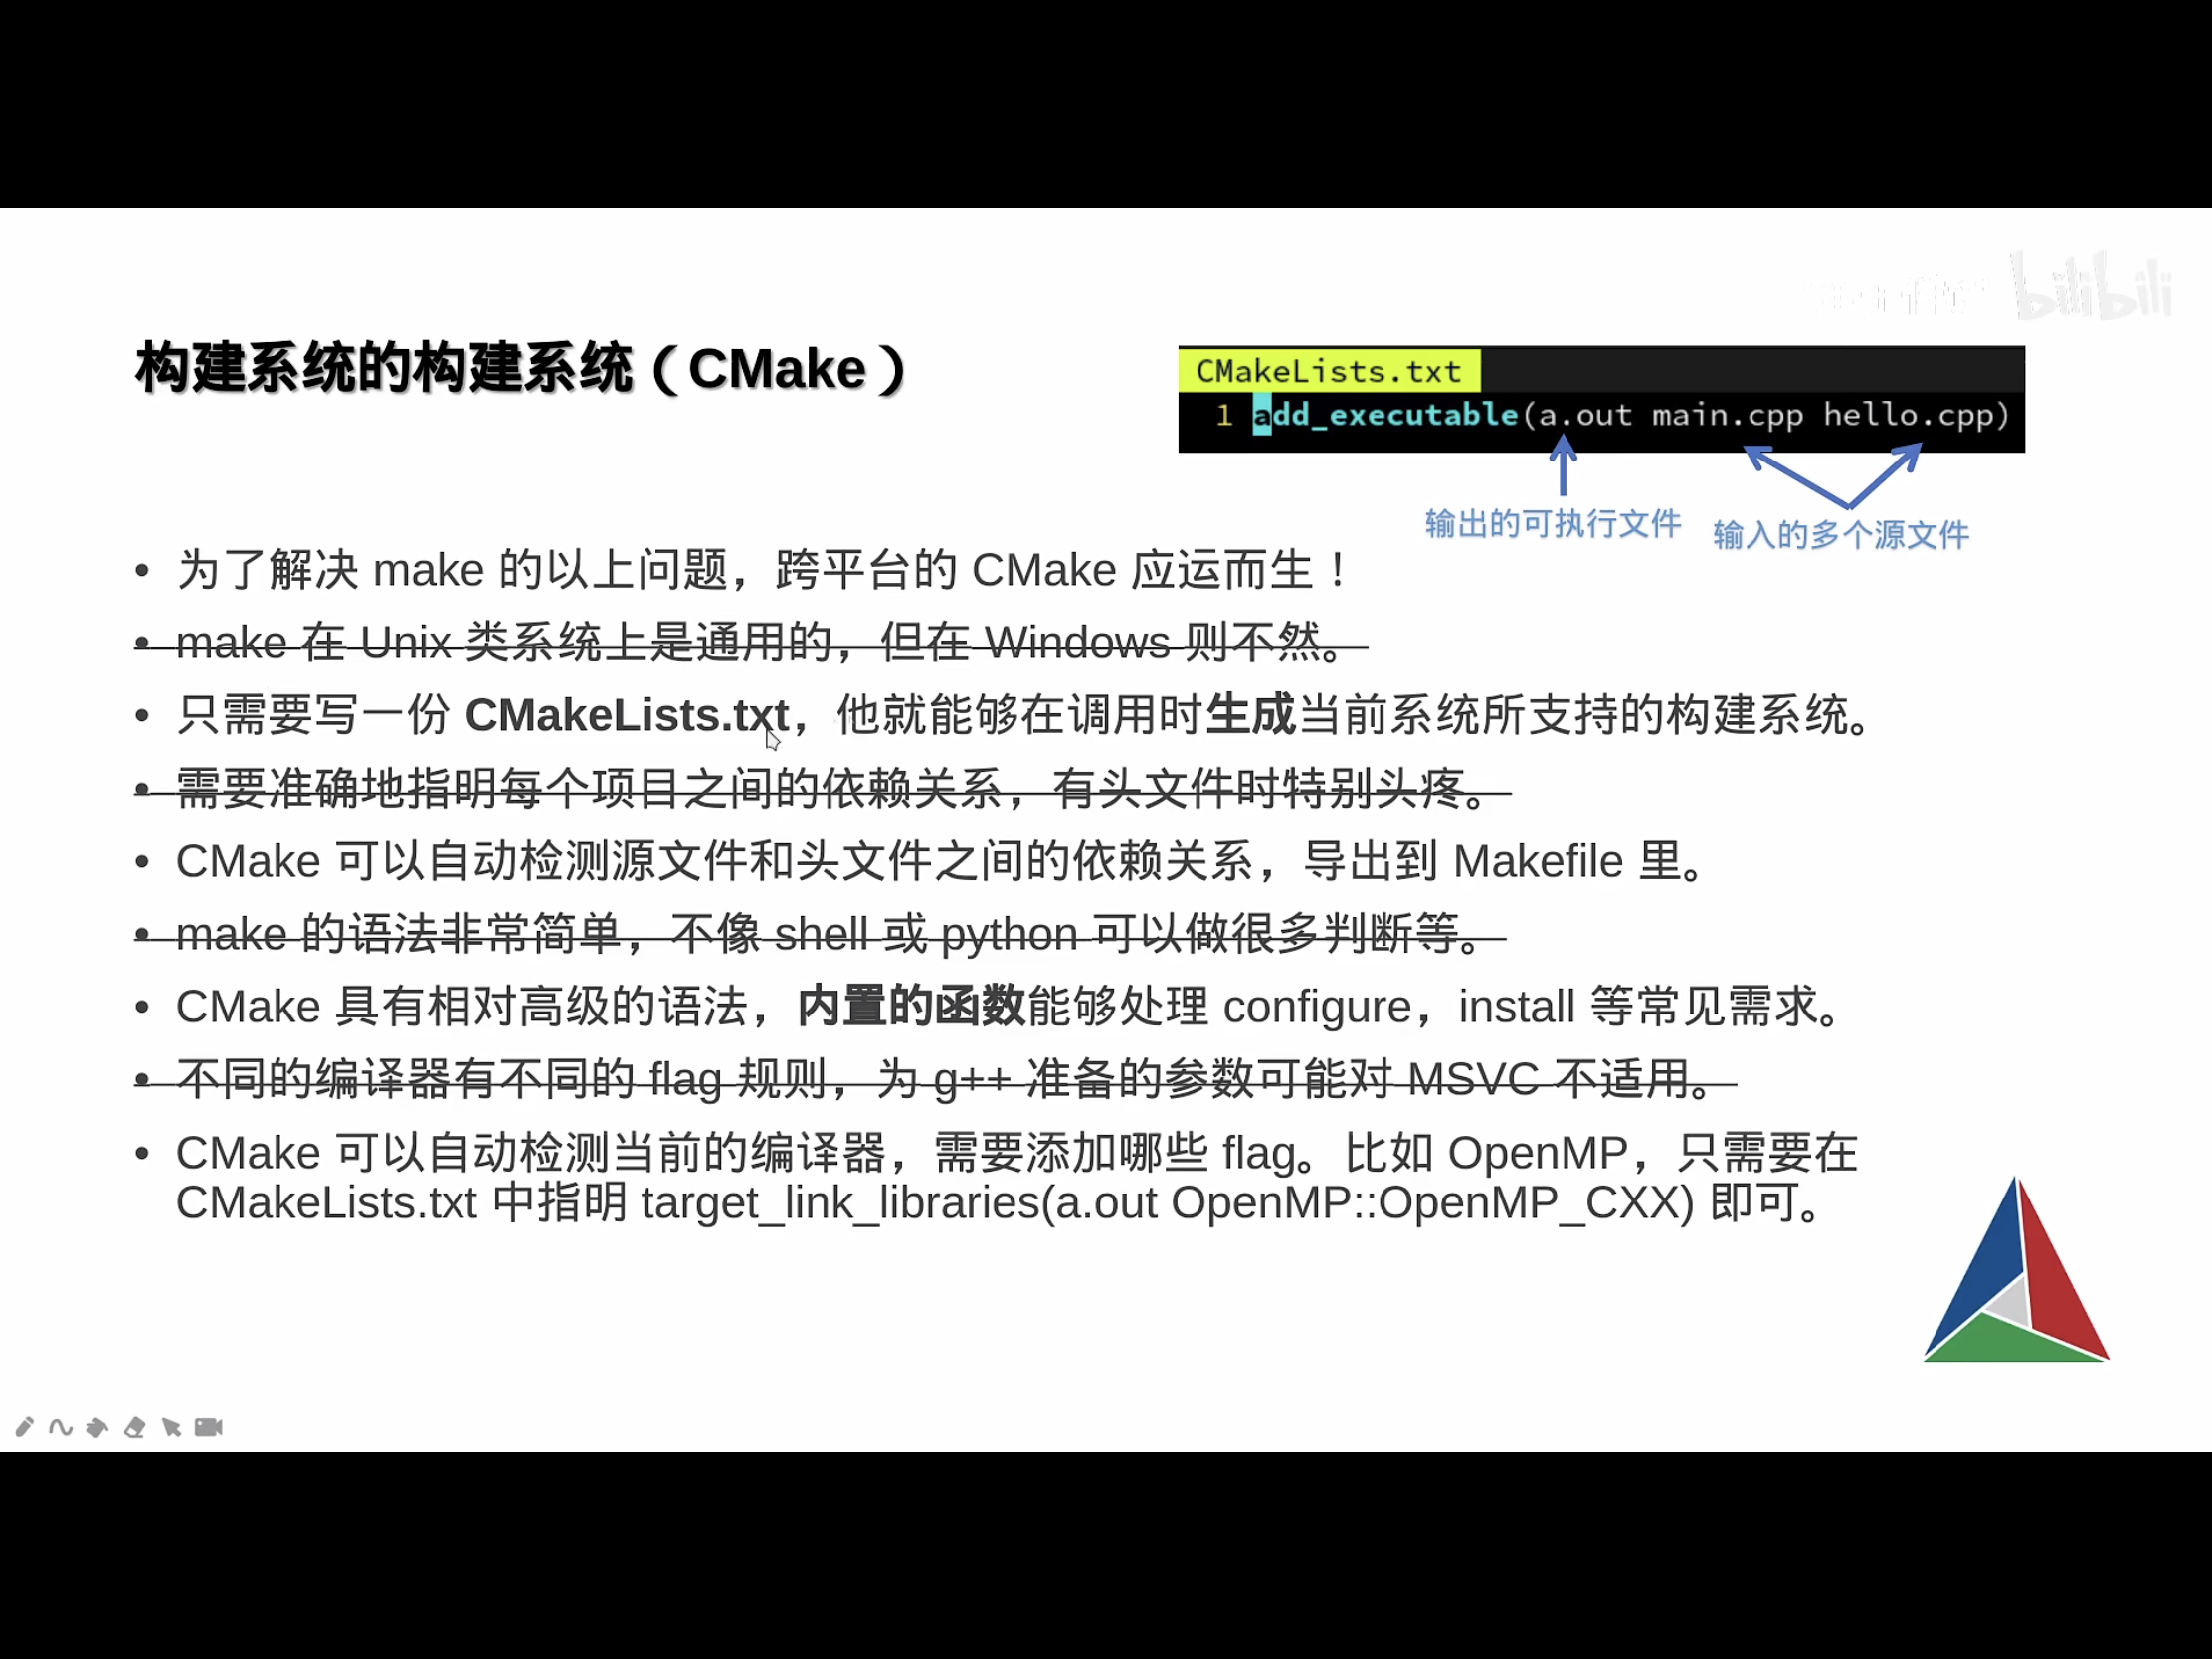 bilibili
构建系统的构建系统（CMake）
CMakeLists.txt
1 add_executable(a.out main.cpp hello.cpp)
输出的可执行文件 输入的多个源文件
• 为了解决 make 的以上问题，跨平台的 CMake 应运而生！
• make 在 Unix 类系统上是通用的，但在 Windows 则不然。
• 只需要写一份 CMakeLists.txt，他就能够在调用时生成当前系统所支持的构建系统。
• 需要准确地指明每个项目之间的依赖关系，有头文件时特别头疼。
• CMake 可以自动检测源文件和头文件之间的依赖关系，导出到 Makefile 里。
• make 的语法非常简单，不像 shell 或 python 可以做很多判断等。
• CMake 具有相对高级的语法，内置的函数能够处理 configure，install 等常见需求。
• 不同的编译器有不同的 flag 规则，为 g++ 准备的参数可能对 MSVC 不适用。
• CMake 可以自动检测当前的编译器，需要添加哪些 flag。比如 OpenMP，只需要在
CMakeLists.txt 中指明 target_link_libraries(a.out OpenMP::OpenMP_CXX) 即可。